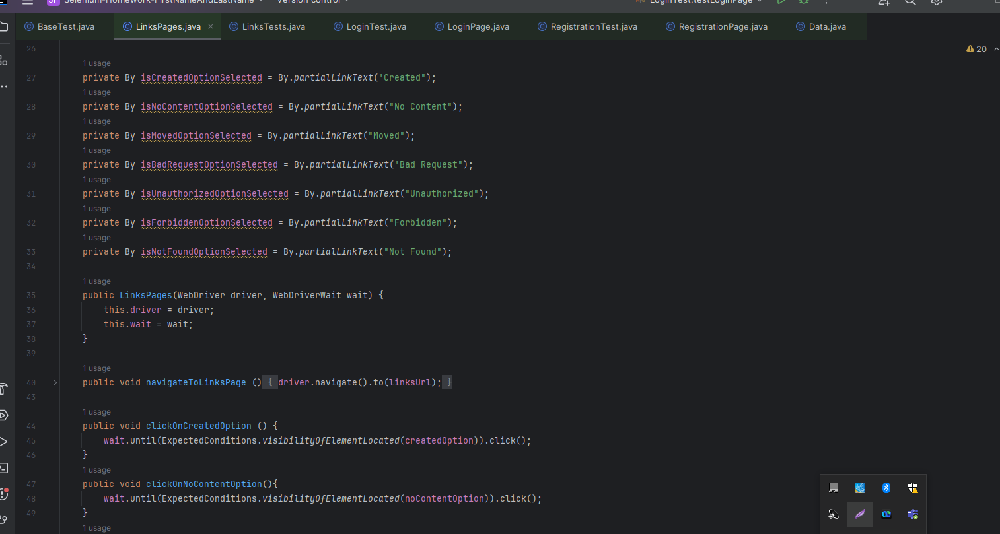 Selenium-Homework-FirstNameAndLastName Version control LoginTest.testLoginPage
BaseTest.java LinksPages.java LinksTests.java LoginTest.java LoginPage.java RegistrationTest.java RegistrationPage.java Data.java
26 20
1 usage
27 private By isCreatedOptionSelected = By.partialLinkText("Created");
1 usage
28 private By isNoContentOptionSelected = By.partialLinkText("No Content");
1 usage
29 private By isMovedOptionSelected = By.partialLinkText("Moved");
1 usage
30 private By isBadRequestOptionSelected = By.partialLinkText("Bad Request");
1 usage
31 private By isUnauthorizedOptionSelected = By.partialLinkText("Unauthorized");
1 usage
32 private By isForbiddenOptionSelected = By.partialLinkText("Forbidden");
1 usage
33 private By isNotFoundOptionSelected = By.partialLinkText("Not Found");
34
1 usage
35 public LinksPages(WebDriver driver, WebDriverWait wait) {
36 this.driver = driver;
37 this.wait = wait;
38 }
39
1 usage
40 public void navigateToLinksPage () { driver.navigate().to(linksUrl); }
43
1 usage
44 public void clickOnCreatedOption () {
45 wait.until(ExpectedConditions.visibilityOfElementLocated(createdOption)).click();
46 }
1 usage
47 public void clickOnNoContentOption(){
48 wait.until(ExpectedConditions.visibilityOfElementLocated(noContentOption)).click();
49 }
1 usage